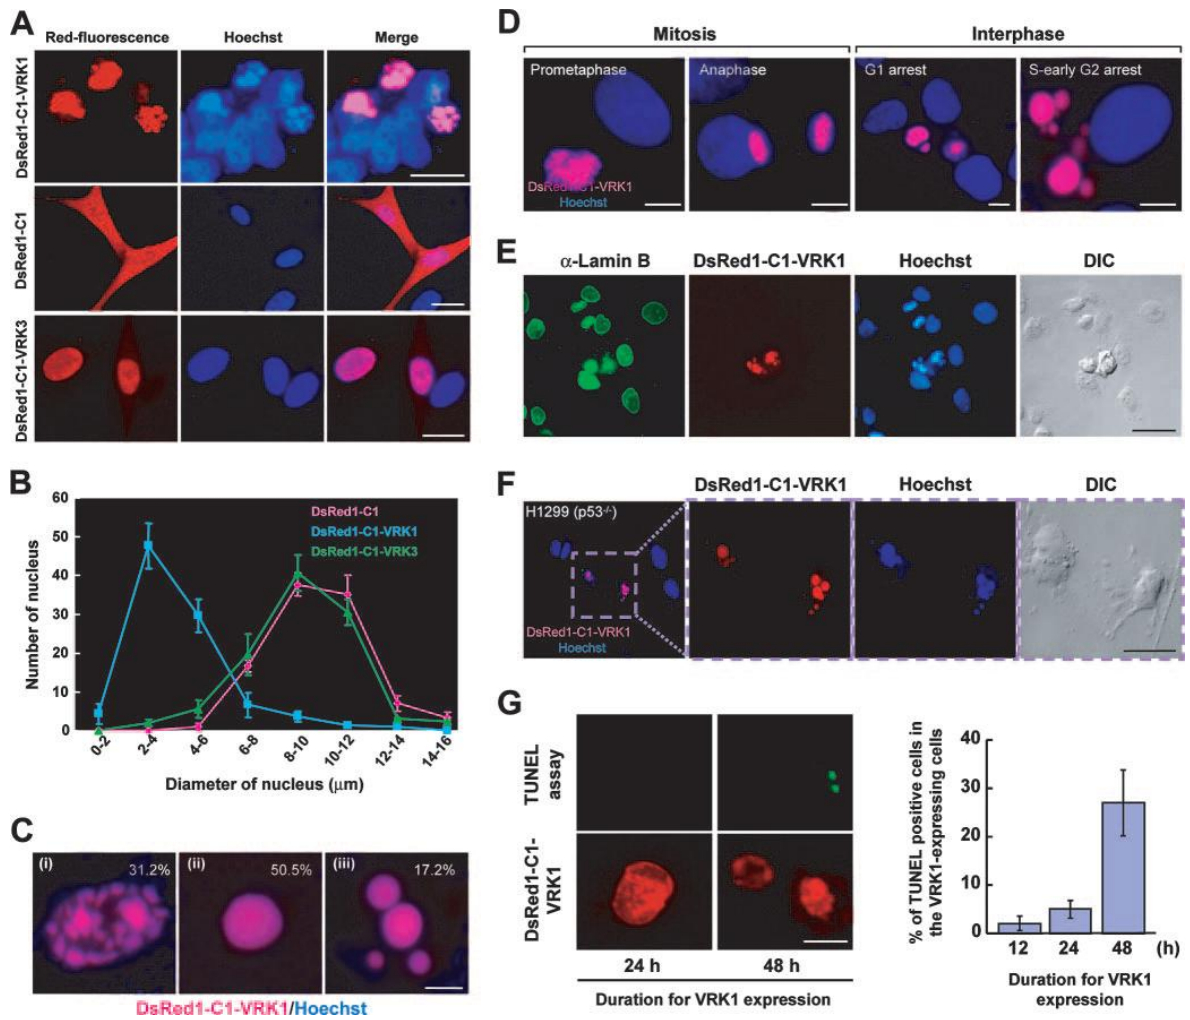 A
Red-fluorescence Hoechst Merge
DsRed1-C1-VRK1
DsRed1-C1
DsRed1-C1-VRK3
B
Number of nucleus
60
50
40
30
20
10
0
DsRed1-C1
DsRed1-C1-VRK1
DsRed1-C1-VRK3
0-2 2-4 4-6 6-8 8-10 10-12 12-14 14-16
Diameter of nucleus (μm)
C
(i) 31.2% (ii) 50.5% (iii) 17.2%
DsRed1-C1-VRK1/Hoechst
D
Mitosis Interphase
Prometaphase Anaphase G1 arrest S-early G2 arrest
DsRed1-C1-VRK1
Hoechst
E
α-Lamin B DsRed1-C1-VRK1 Hoechst DIC
F
DsRed1-C1-VRK1 Hoechst DIC
H1299 (p53-/-)
DsRed1-C1-VRK1
Hoechst
G
TUNEL
assay
DsRed1-C1-
VRK1
24 h 48 h
Duration for VRK1 expression
% of TUNEL positive cells in
the VRK1-expressing cells
40
30
20
10
0
12 24 48 (h)
Duration for VRK1
expression